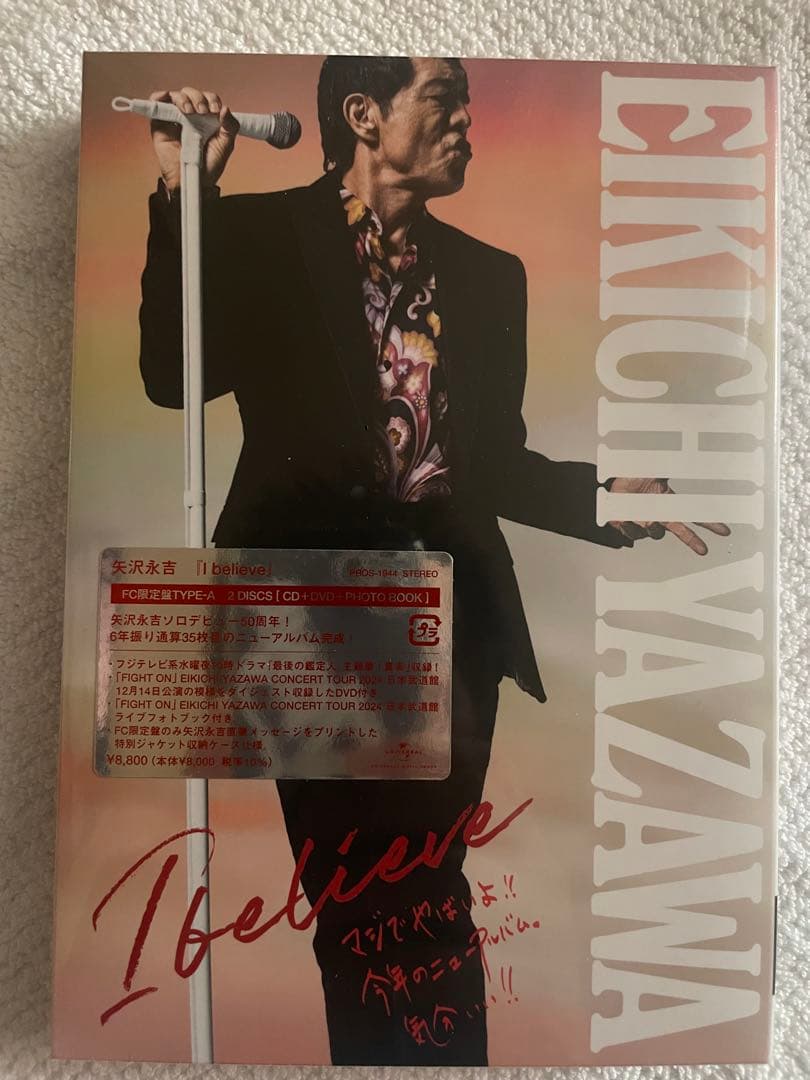 EIKICHI YAZAWA
矢沢永吉 『I believe』
PROS-1944 STEREO
FC限定盤TYPE-A 2 DISCS [ CD+DVD+PHOTO BOOK ]
矢沢永吉ソロデビュー50周年！
6年振り通算35枚目のニューアルバム完成！
プラ
・フジテレビ系水曜夜10時ドラマ「最後の鑑定人」主題歌「真実」収録！
・「FIGHT ON」EIKICHI YAZAWA CONCERT TOUR 2024 日本武道館
12月14日公演の模様をダイジェスト収録したDVD付き
・「FIGHT ON」EIKICHI YAZAWA CONCERT TOUR 2024 日本武道館
ライブフォトブック付き
・FC限定盤のみ矢沢永吉直筆メッセージをプリントした
特別ジャケット収納ケース仕様
¥8,800（本体¥8,000 税率10%）
UNIVERSAL
I believe
マジでやばいよ!!
今年のニューアルバム。
気分いい!!